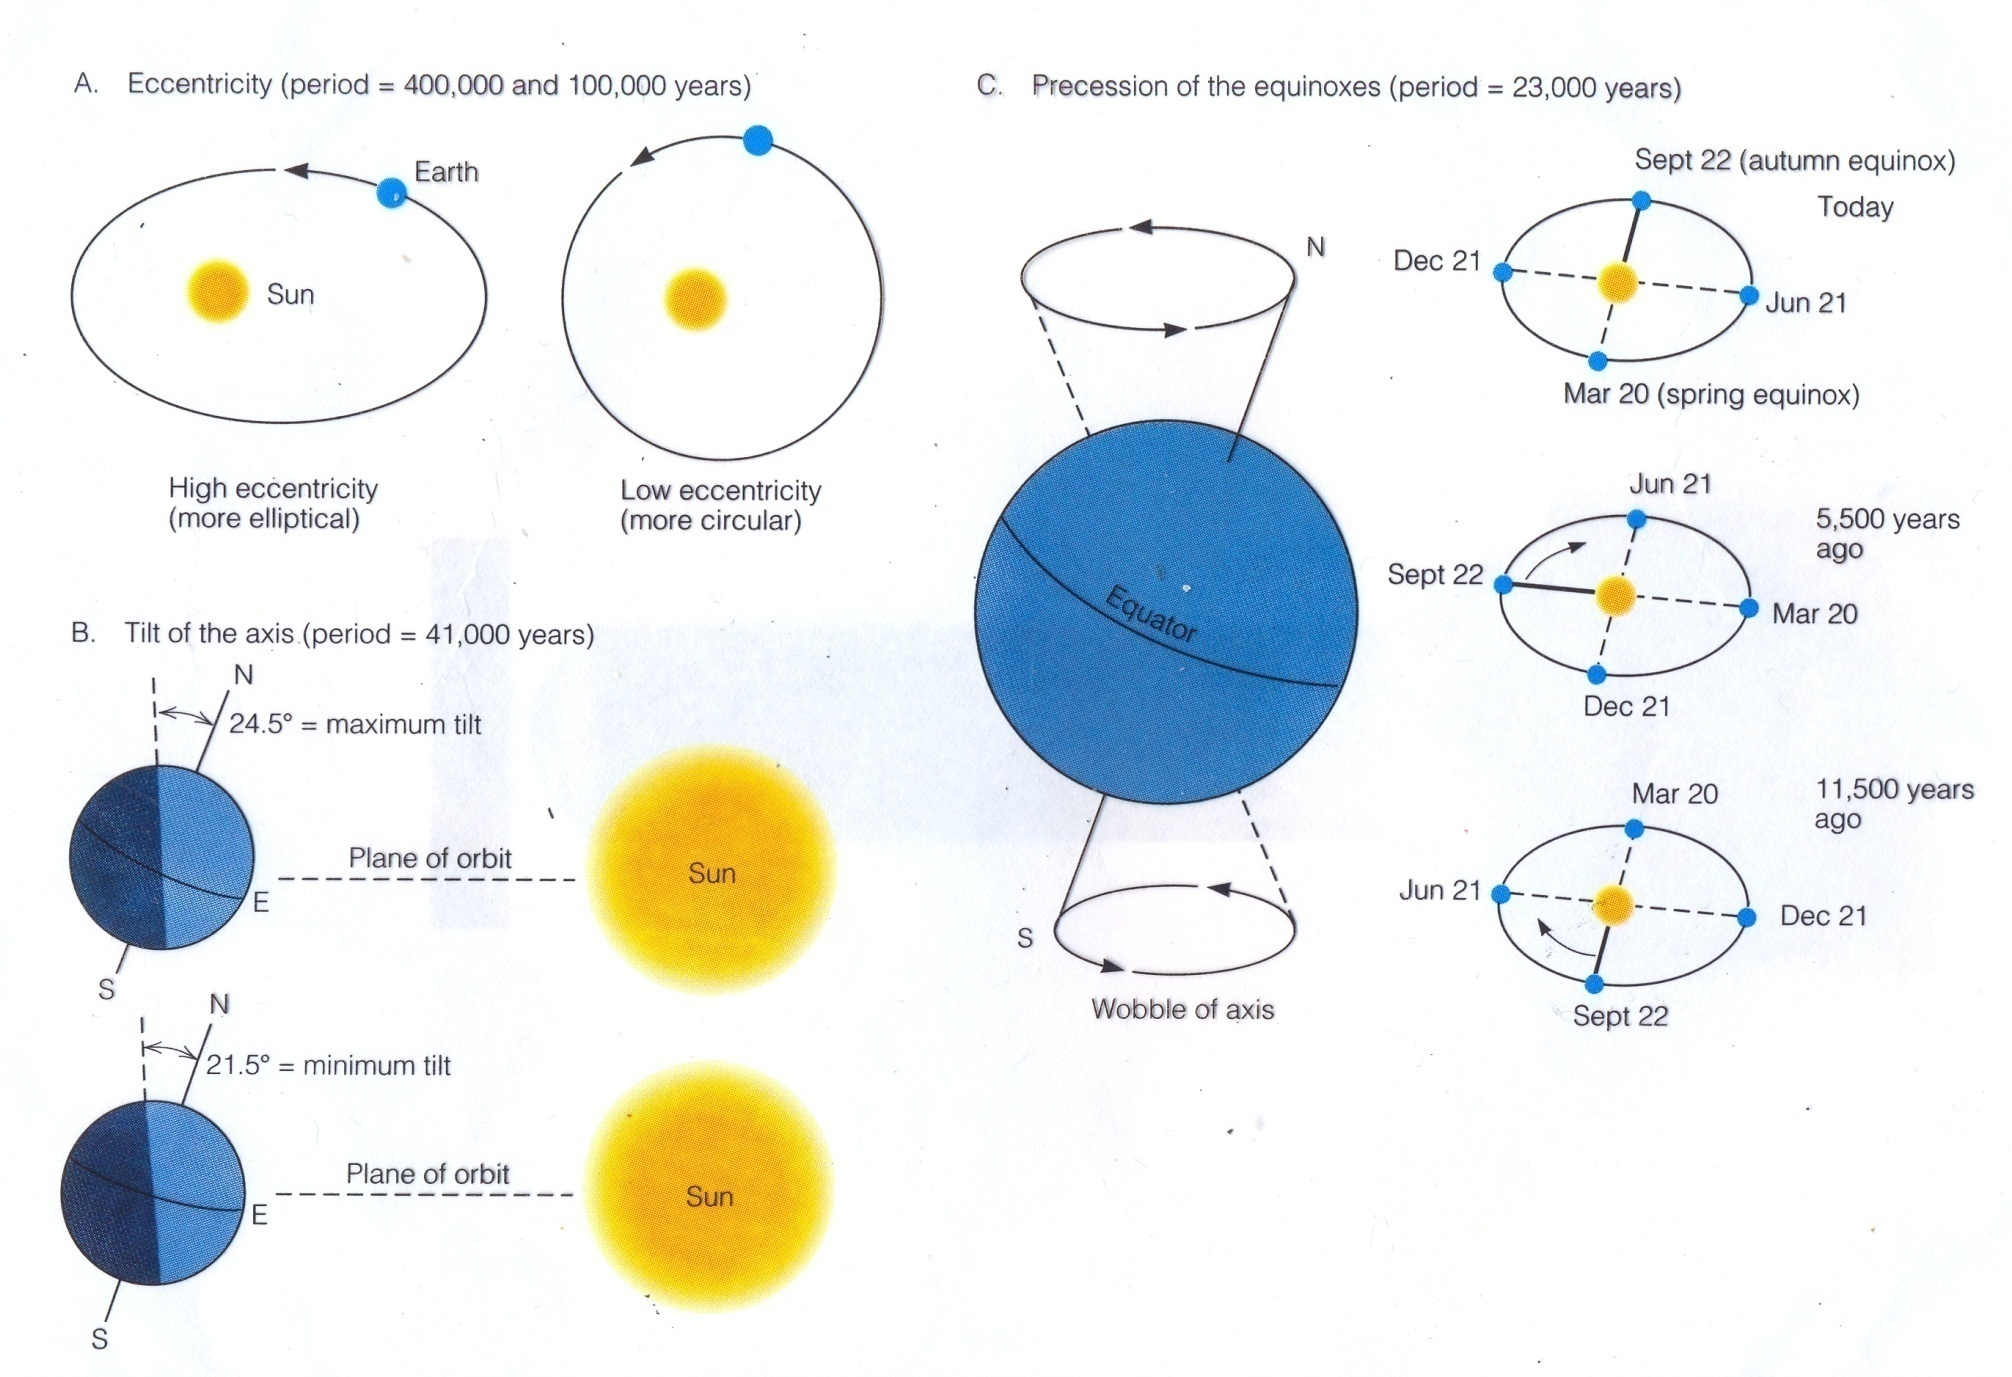 A. Eccentricity (period = 400,000 and 100,000 years)
Earth
Sun
High eccentricity
(more elliptical)
Low eccentricity
(more circular)
B. Tilt of the axis (period = 41,000 years)
N
24.5° = maximum tilt
Plane of orbit
Sun
E
S
N
21.5° = minimum tilt
Plane of orbit
Sun
E
S
C. Precession of the equinoxes (period = 23,000 years)
N
Equator
S
Wobble of axis
Sept 22 (autumn equinox)
Today
Dec 21
Jun 21
Mar 20 (spring equinox)
Jun 21
5,500 years
ago
Sept 22
Mar 20
Dec 21
Mar 20
11,500 years
ago
Jun 21
Dec 21
Sept 22